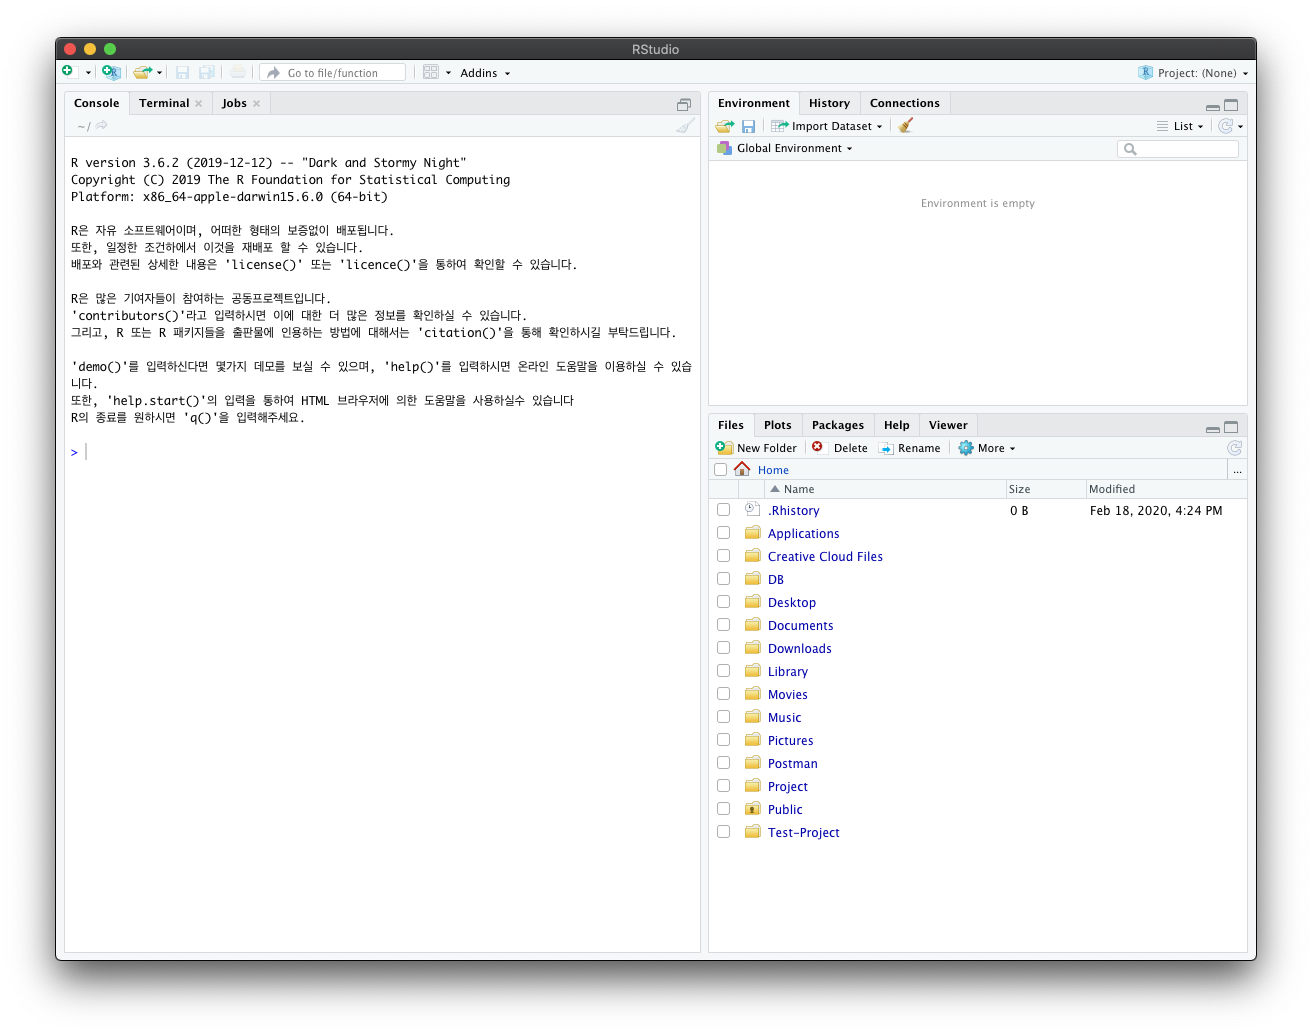 RStudio
Go to file/function
Addins
Project: (None)
Console Terminal Jobs
~/
R version 3.6.2 (2019-12-12) -- "Dark and Stormy Night"
Copyright (C) 2019 The R Foundation for Statistical Computing
Platform: x86_64-apple-darwin15.6.0 (64-bit)
R은 자유 소프트웨어이며, 어떠한 형태의 보증없이 배포됩니다.
또한, 일정한 조건하에서 이것을 재배포 할 수 있습니다.
배포와 관련된 상세한 내용은 'license()' 또는 'licence()'을 통하여 확인할 수 있습니다.
R은 많은 기여자들이 참여하는 공동프로젝트입니다.
'contributors()'라고 입력하시면 이에 대한 더 많은 정보를 확인하실 수 있습니다.
그리고, R 또는 R 패키지들을 출판물에 인용하는 방법에 대해서는 'citation()'을 통해 확인하시길 부탁드립니다.
'demo()'를 입력하신다면 몇가지 데모를 보실 수 있으며, 'help()'를 입력하시면 온라인 도움말을 이용하실 수 있습
니다.
또한, 'help.start()'의 입력을 통하여 HTML 브라우저에 의한 도움말을 사용하실수 있습니다
R의 종료를 원하시면 'q()'을 입력해주세요.
>
Environment History Connections
Import Dataset
List
Global Environment
Environment is empty
Files Plots Packages Help Viewer
New Folder Delete Rename More
Home
...
Name Size Modified
.Rhistory 0 B Feb 18, 2020, 4:24 PM
Applications
Creative Cloud Files
DB
Desktop
Documents
Downloads
Library
Movies
Music
Pictures
Postman
Project
Public
Test-Project